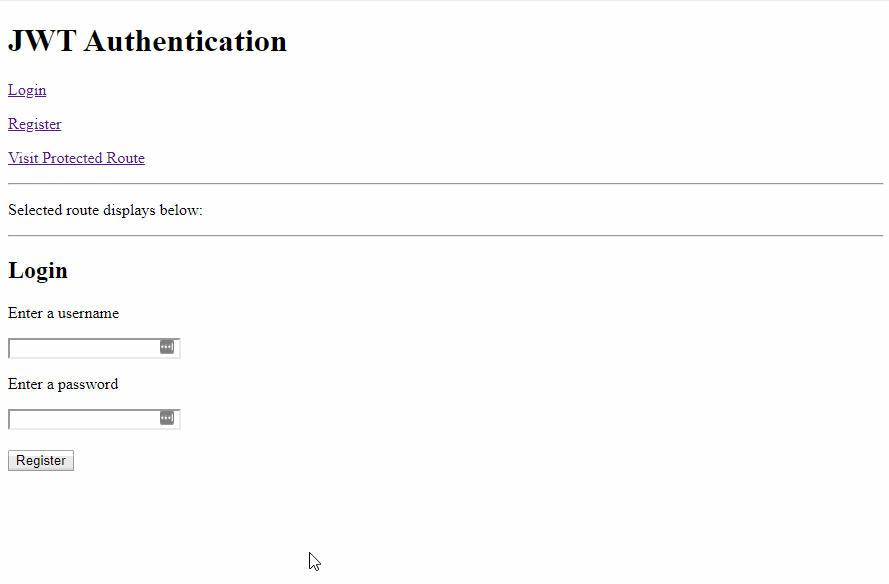 JWT Authentication
Login
Register
Visit Protected Route
Selected route displays below:
Login
Enter a username
Enter a password
Register